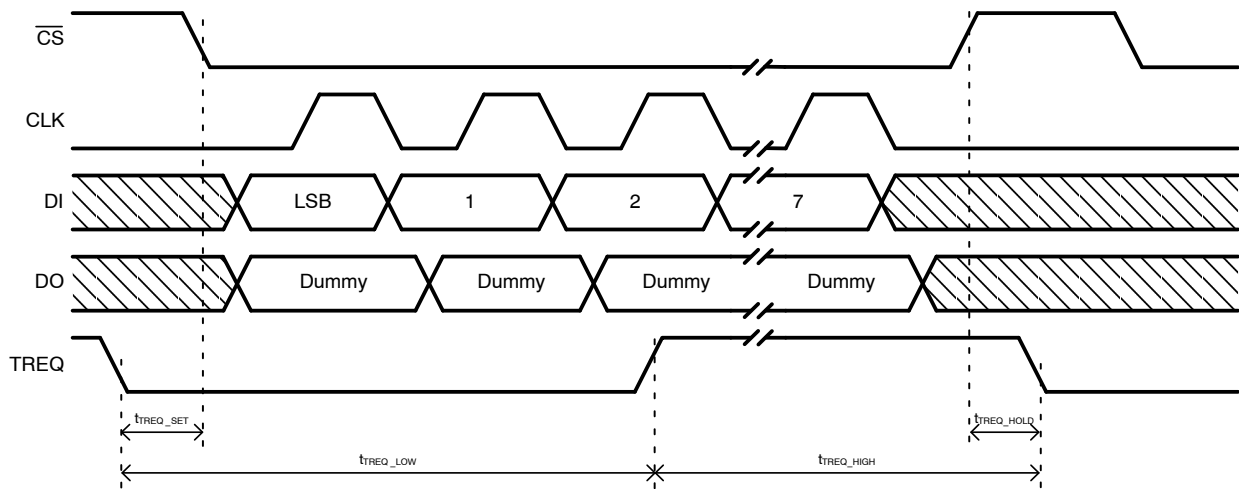 CS
CLK
DI
LSB 1 2 7
DO
Dummy Dummy Dummy Dummy
TREQ
tTREQ_SET
tTREQ_HOLD
tTREQ_LOW
tTREQ_HIGH